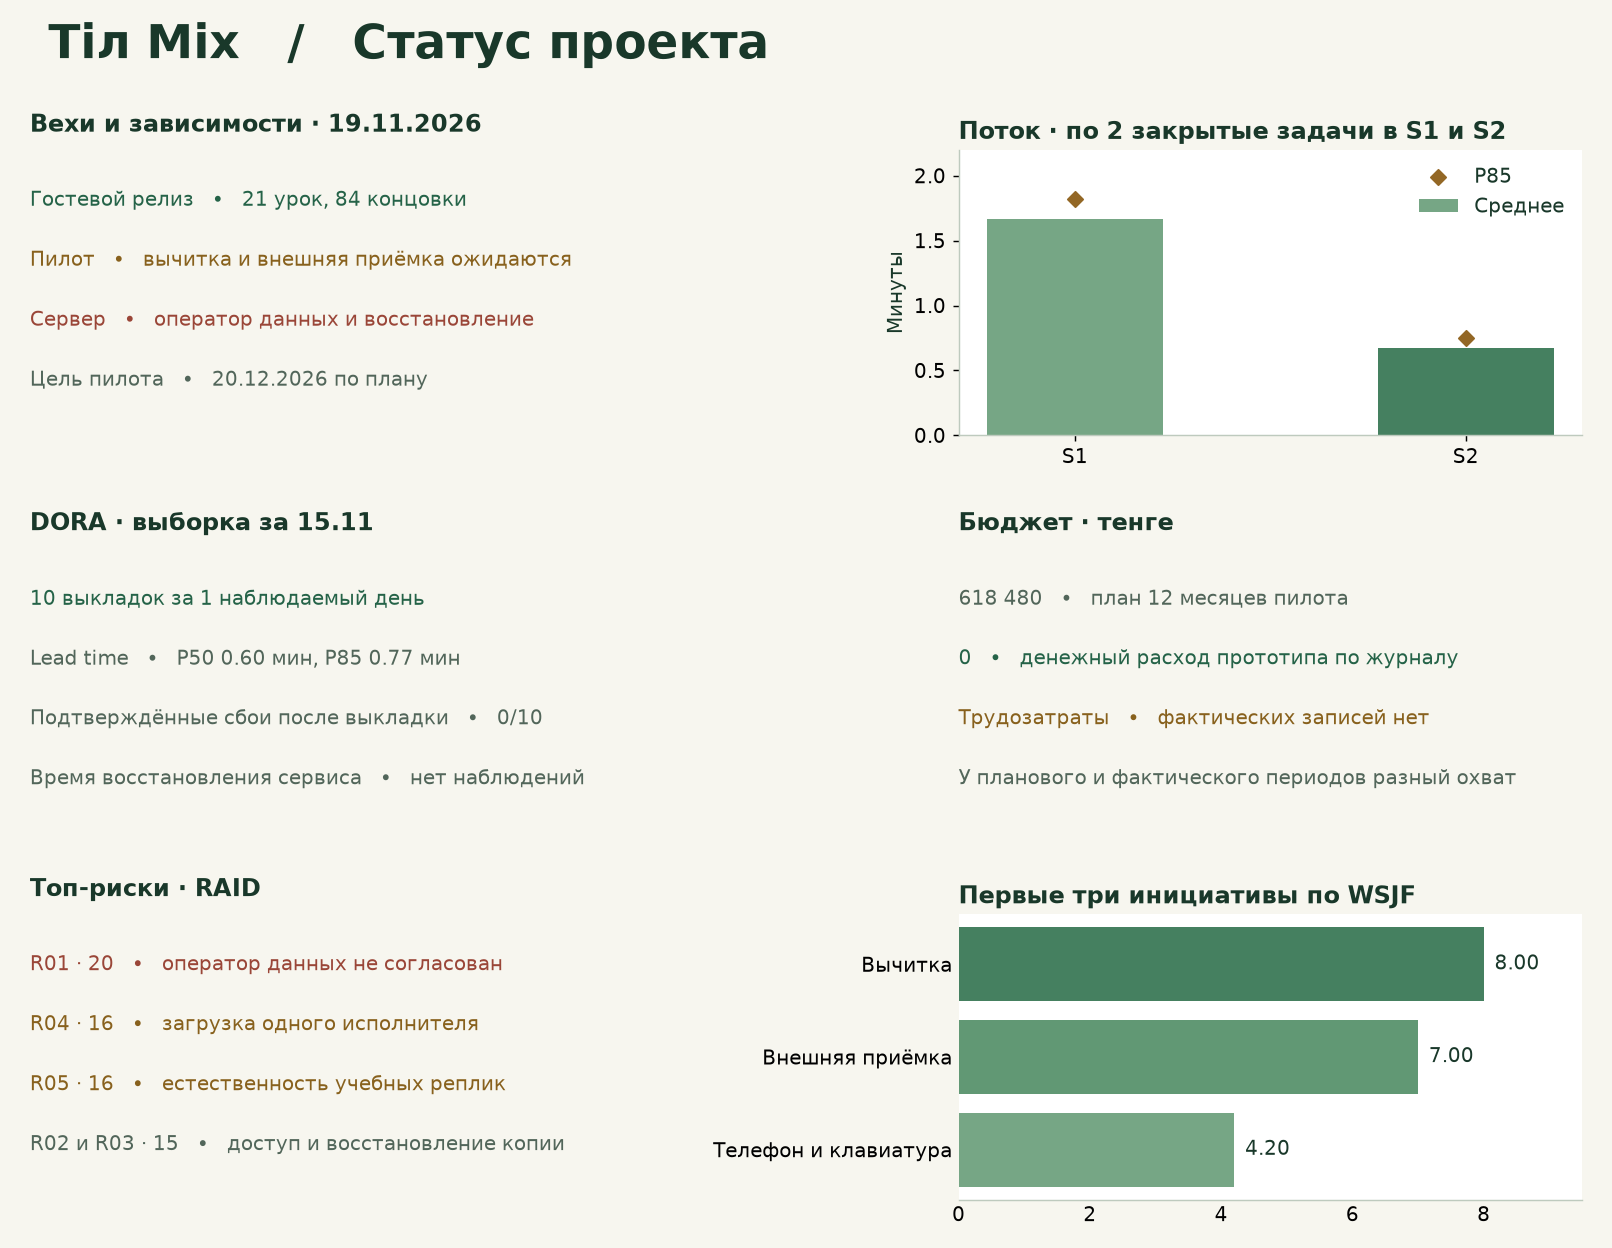 Тіл Mix / Статус проекта
Вехи и зависимости · 19.11.2026
Гостевой релиз • 21 урок, 84 концовки
Пилот • вычитка и внешняя приёмка ожидаются
Сервер • оператор данных и восстановление
Цель пилота • 20.12.2026 по плану
Поток · по 2 закрытые задачи в S1 и S2
P85
Среднее
Минуты
2.0
1.5
1.0
0.5
0.0
S1
S2
DORA · выборка за 15.11
10 выкладок за 1 наблюдаемый день
Lead time • P50 0.60 мин, P85 0.77 мин
Подтверждённые сбои после выкладки • 0/10
Время восстановления сервиса • нет наблюдений
Бюджет · тенге
618 480 • план 12 месяцев пилота
0 • денежный расход прототипа по журналу
Трудозатраты • фактических записей нет
У планового и фактического периодов разный охват
Топ-риски · RAID
R01 · 20 • оператор данных не согласован
R04 · 16 • загрузка одного исполнителя
R05 · 16 • естественность учебных реплик
R02 и R03 · 15 • доступ и восстановление копии
Первые три инициативы по WSJF
Вычитка 8.00
Внешняя приёмка 7.00
Телефон и клавиатура 4.20
0 2 4 6 8